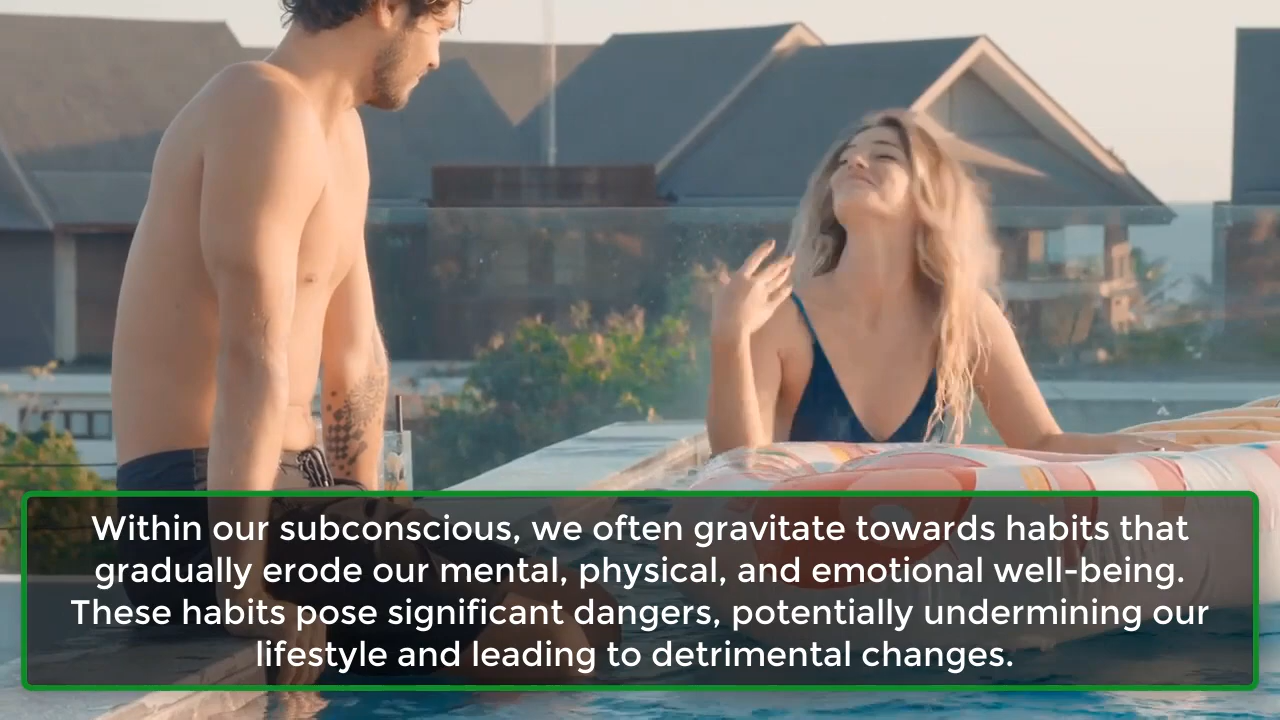 Within our subconscious, we often gravitate towards habits that
gradually erode our mental, physical, and emotional well-being.
These habits pose significant dangers, potentially undermining our
lifestyle and leading to detrimental changes.